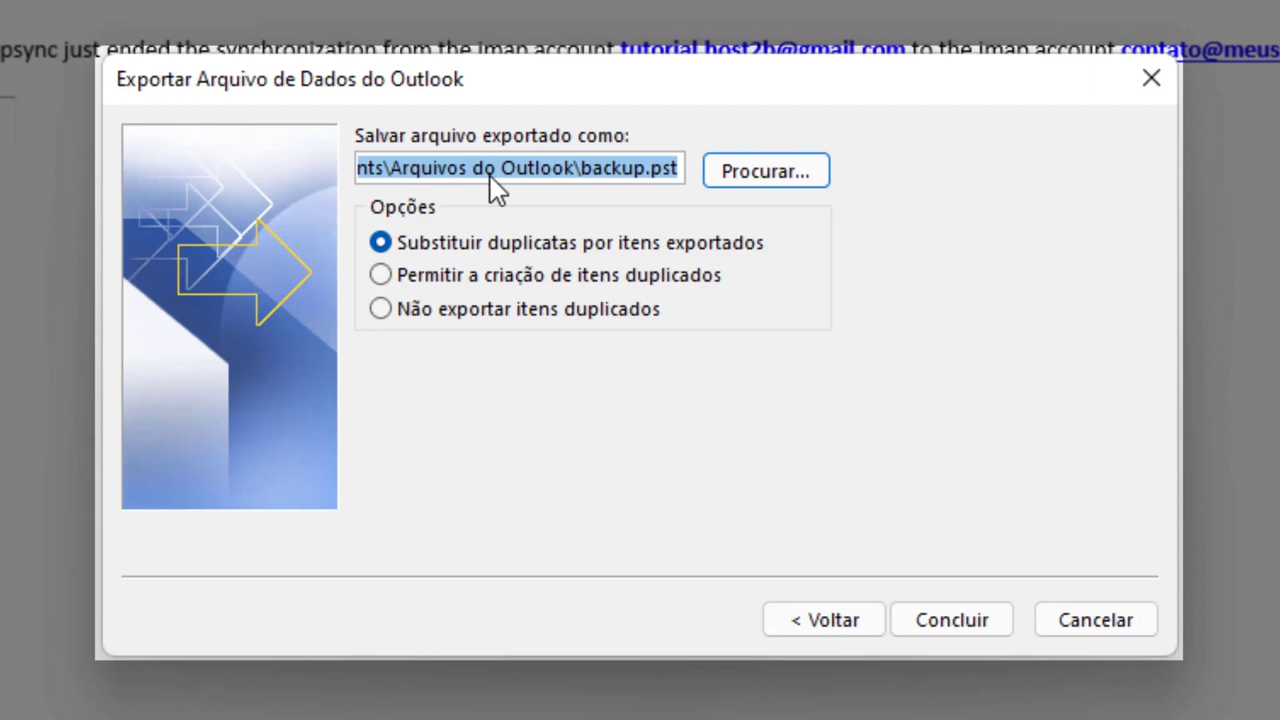 psync just ended the synchronization from the imap account tutorial.host2b@gmail.com to the imap account contato@meus
Exportar Arquivo de Dados do Outlook
Salvar arquivo exportado como:
nts\Arquivos do Outlook\backup.pst
Procurar...
Opções
Substituir duplicatas por itens exportados
Permitir a criação de itens duplicados
Não exportar itens duplicados
< Voltar
Concluir
Cancelar